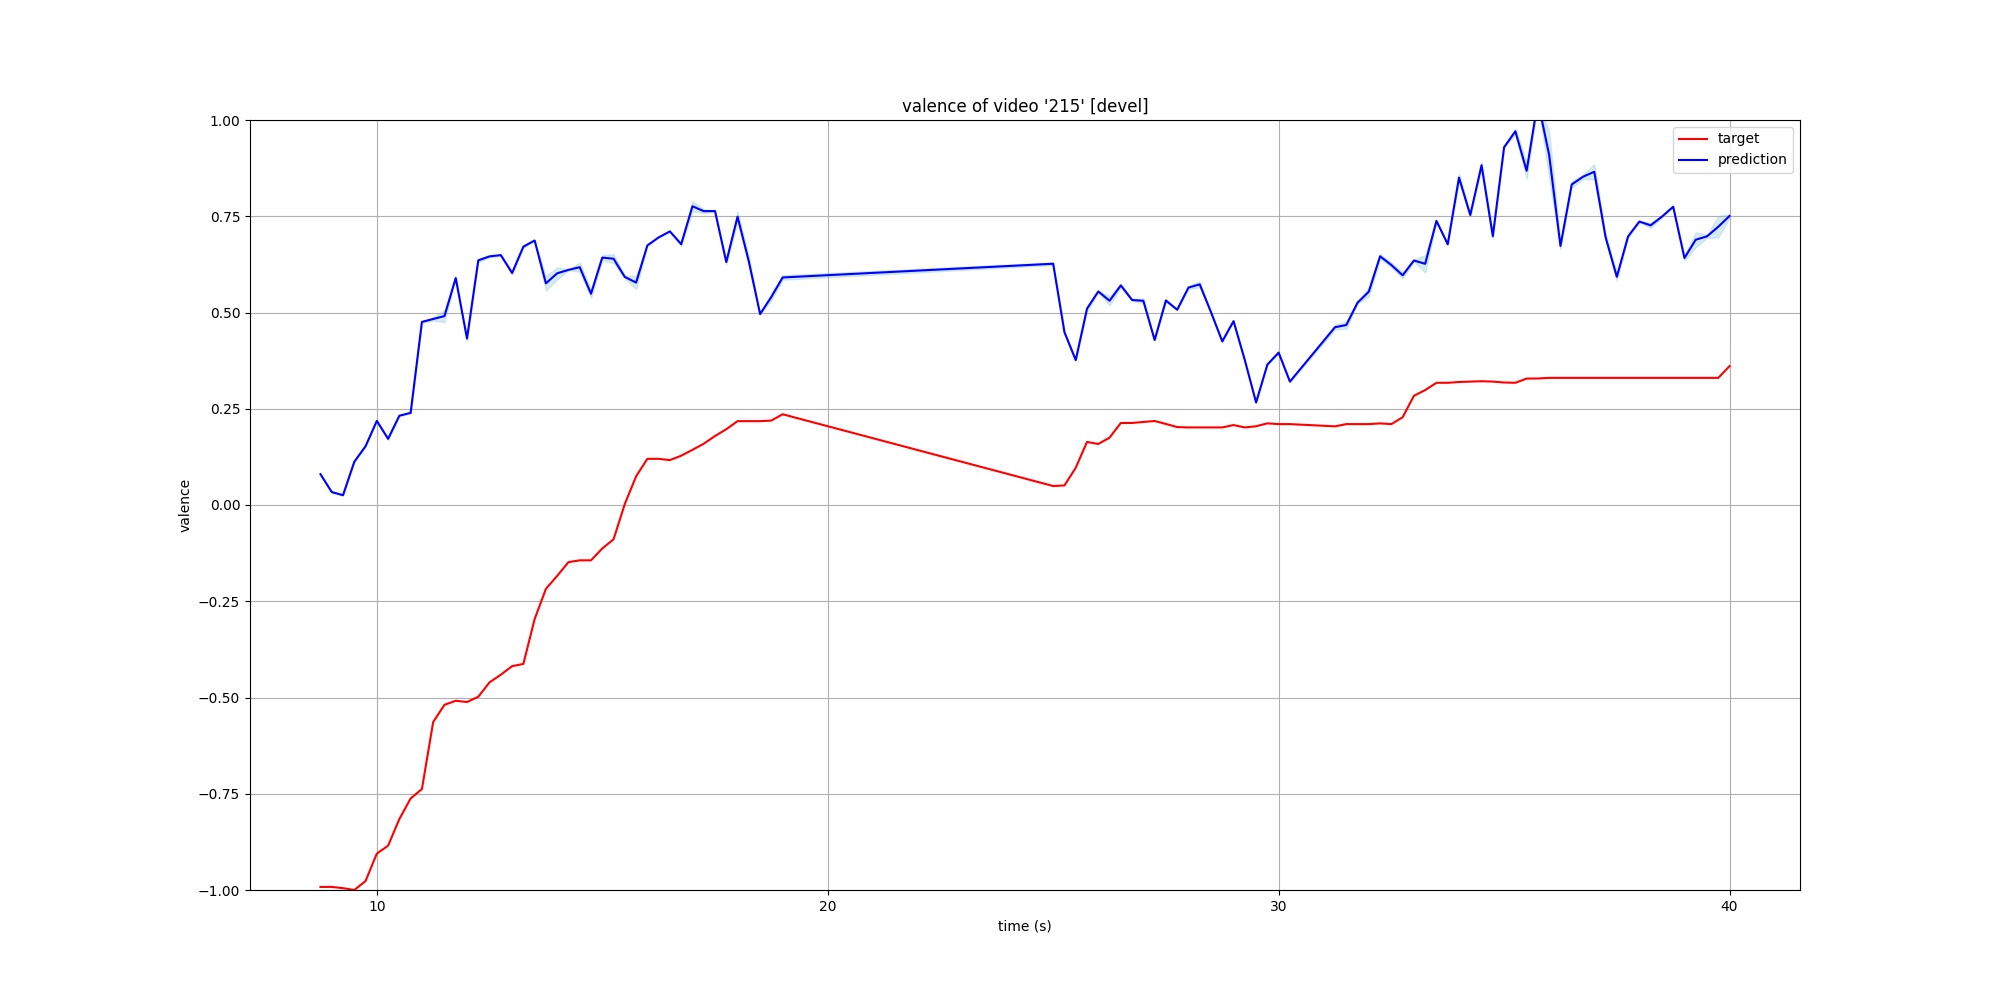 valence of video '215' [devel]
1.00
0.75
0.50
0.25
0.00
−0.25
−0.50
−0.75
−1.00
valence
target
prediction
10
20
30
40
time (s)